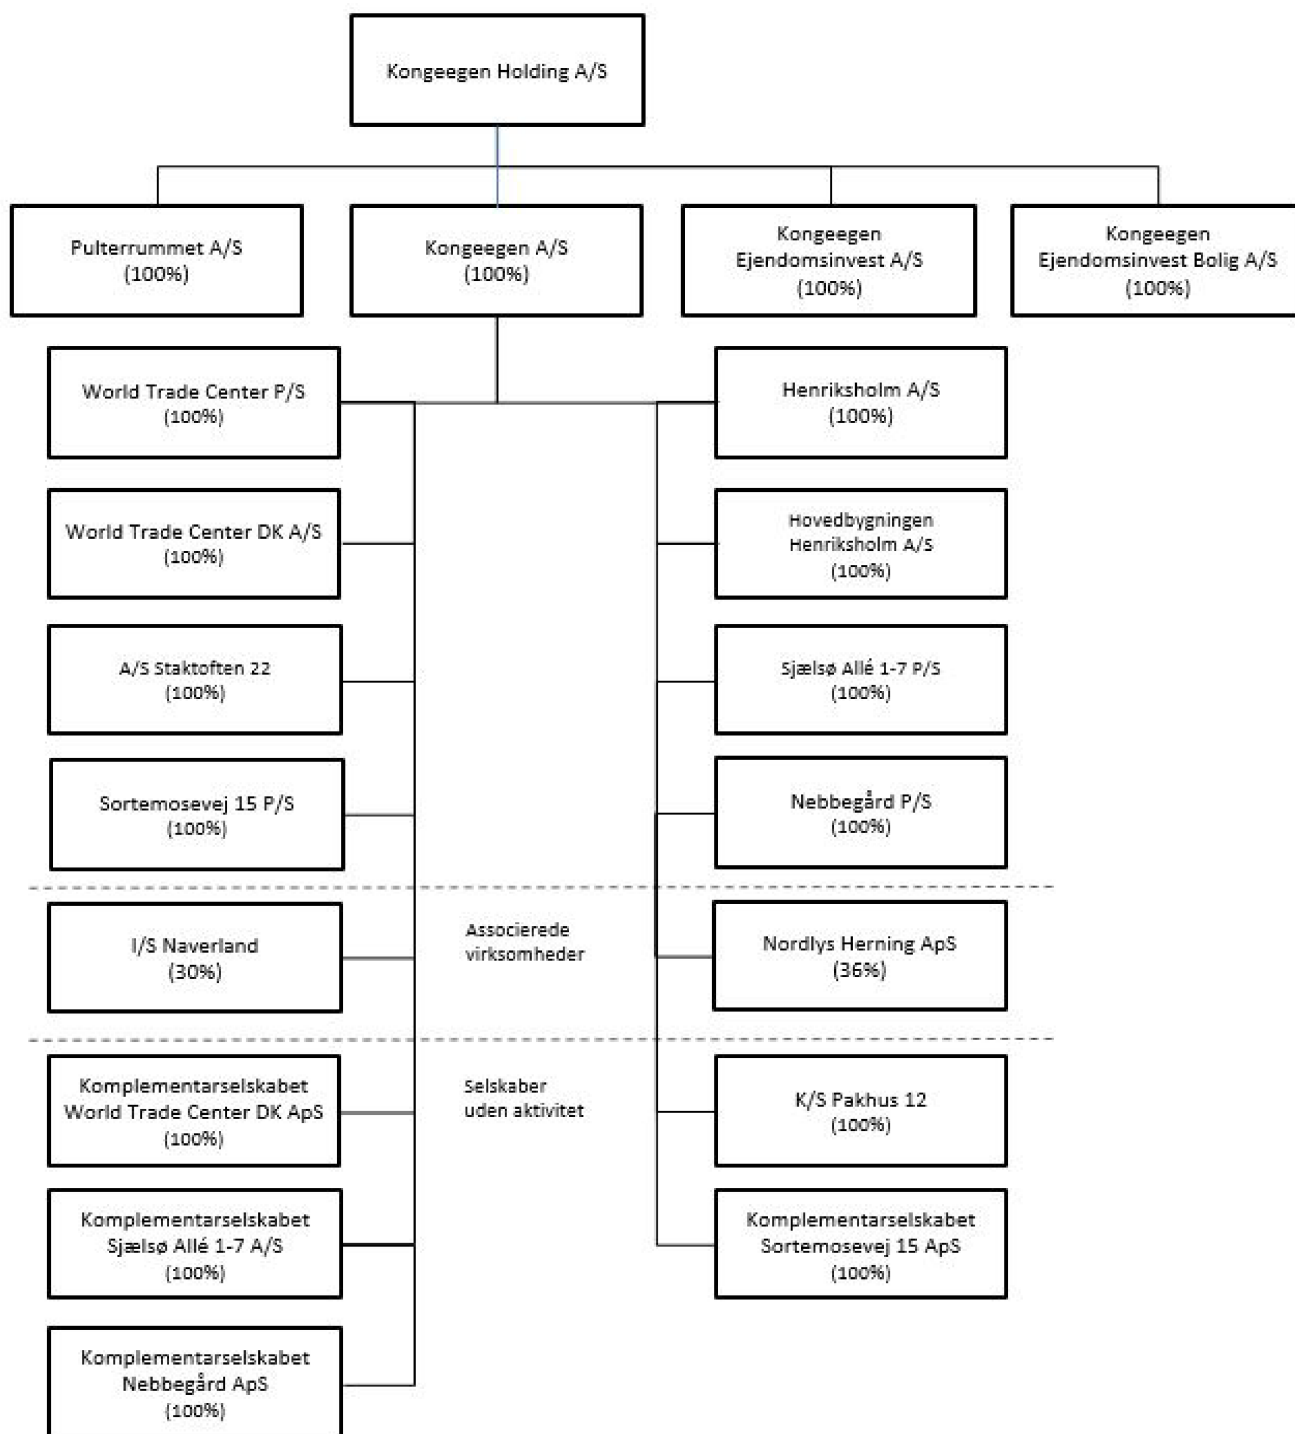 Kongeegen Holding A/S
Pulterrummet A/S
(100%)
Kongeegen A/S
(100%)
Kongeegen
Ejendomsinvest A/S
(100%)
Kongeegen
Ejendomsinvest Bolig A/S
(100%)
World Trade Center P/S
(100%)
Henriksholm A/S
(100%)
World Trade Center DK A/S
(100%)
Hovedbygningen
Henriksholm A/S
(100%)
A/S Staktoften 22
(100%)
Sjælsø Allé 1-7 P/S
(100%)
Sortemosevej 15 P/S
(100%)
Nebbegård P/S
(100%)
I/S Naverland
(30%)
Associerede
virksomheder
Nordlys Herning ApS
(36%)
Komplementarselskabet
World Trade Center DK ApS
(100%)
Selskaber
uden aktivitet
K/S Pakhus 12
(100%)
Komplementarselskabet
Sjælsø Allé 1-7 A/S
(100%)
Komplementarselskabet
Sortemosevej 15 ApS
(100%)
Komplementarselskabet
Nebbegård ApS
(100%)